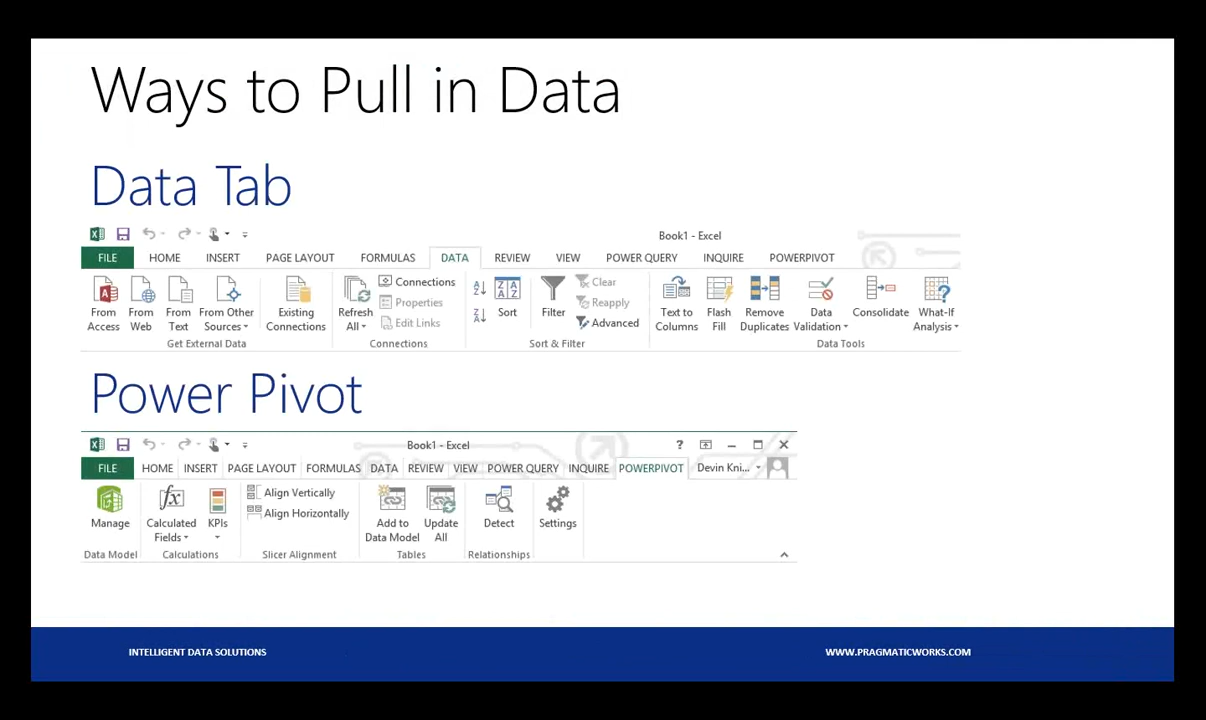 Ways to Pull in Data
Data Tab
Book1 - Excel
FILE HOME INSERT PAGE LAYOUT FORMULAS DATA REVIEW VIEW POWER QUERY INQUIRE POWERPIVOT
From Access From Web From Text From Other Sources Existing Connections Refresh All Connections Properties Edit Links Sort Filter Clear Reapply Advanced Text to Columns Flash Fill Remove Duplicates Data Validation Consolidate What-If Analysis
Get External Data Connections Sort & Filter Data Tools
Power Pivot
Book1 - Excel ?
FILE HOME INSERT PAGE LAYOUT FORMULAS DATA REVIEW VIEW POWER QUERY INQUIRE POWERPIVOT Devin Kni...
Manage Calculated Fields KPIs Align Vertically Align Horizontally Add to Data Model Update All Detect Settings
Data Model Calculations Slicer Alignment Tables Relationships
INTELLIGENT DATA SOLUTIONS WWW.PRAGMATICWORKS.COM